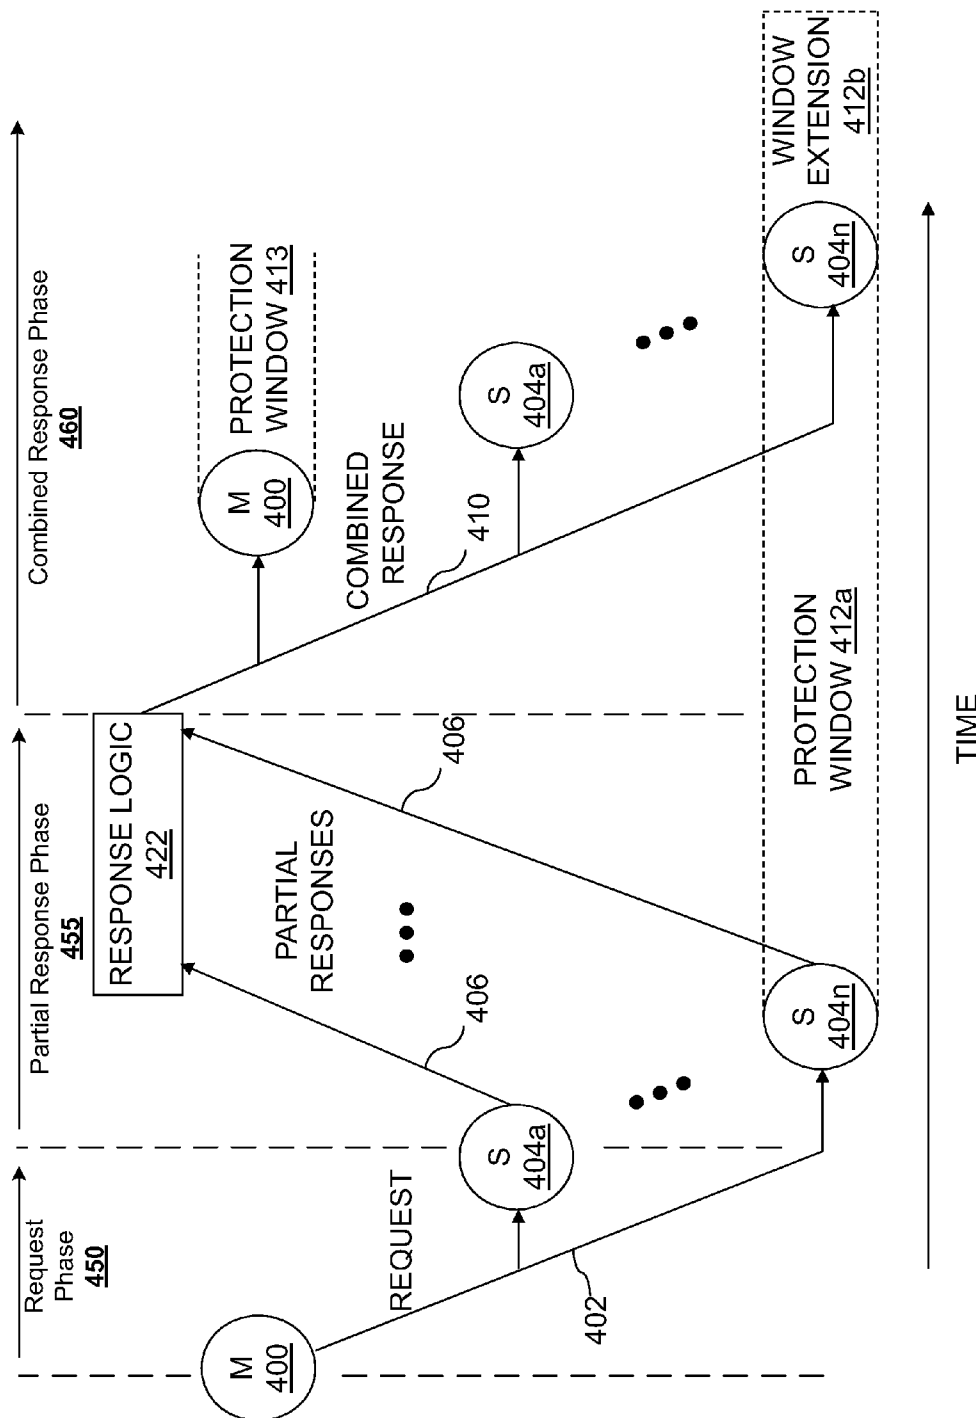 Request
Phase
450
Partial Response Phase
455
Combined Response Phase
460
M
400
REQUEST
402
S
404a
S
404n
406
PARTIAL
RESPONSES
406
RESPONSE LOGIC
422
COMBINED
RESPONSE
410
M
400
PROTECTION
WINDOW 413
S
404a
S
404n
PROTECTION
WINDOW 412a
WINDOW
EXTENSION
412b
TIME